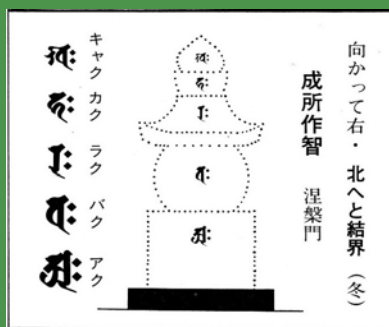 向かって右・北へと結界（冬）
成所作智　涅槃門
𑖏𑖾
𑖮𑖾
𑖨𑖾
𑖪𑖾
𑖀𑖾
キャク
カク
ラク
バク
アク
𑖏𑖾
𑖮𑖾
𑖨𑖾
𑖪𑖾
𑖀𑖾